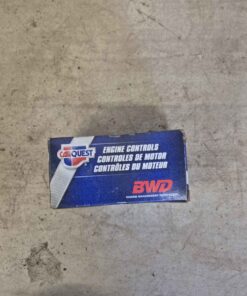 CARQUEST
ENGINE CONTROLS
CONTROLES DE MOTOR
CONTRÔLES DU MOTEUR
BWD